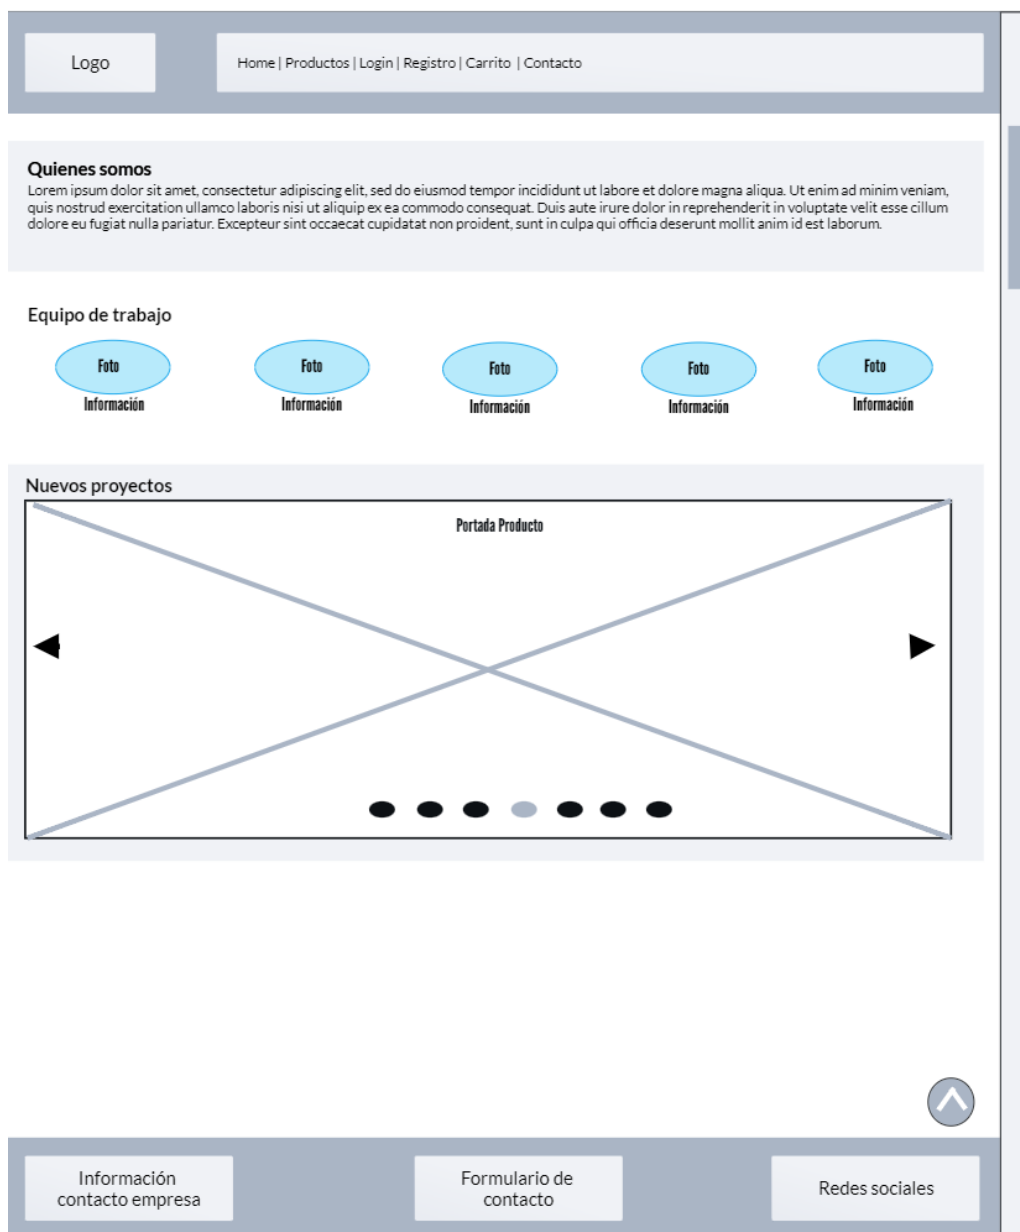 Logo
Home | Productos | Login | Registro | Carrito | Contacto
Quienes somos
Lorem ipsum dolor sit amet, consectetur adipiscing elit, sed do eiusmod tempor incididunt ut labore et dolore magna aliqua. Ut enim ad minim veniam,
quis nostrud exercitation ullamco laboris nisi ut aliquip ex ea commodo consequat. Duis aute irure dolor in reprehenderit in voluptate velit esse cillum
dolore eu fugiat nulla pariatur. Excepteur sint occaecat cupidatat non proident, sunt in culpa qui officia deserunt mollit anim id est laborum.
Equipo de trabajo
Foto
Información
Foto
Información
Foto
Información
Foto
Información
Foto
Información
Nuevos proyectos
Portada Producto
Información
contacto empresa
Formulario de
contacto
Redes sociales